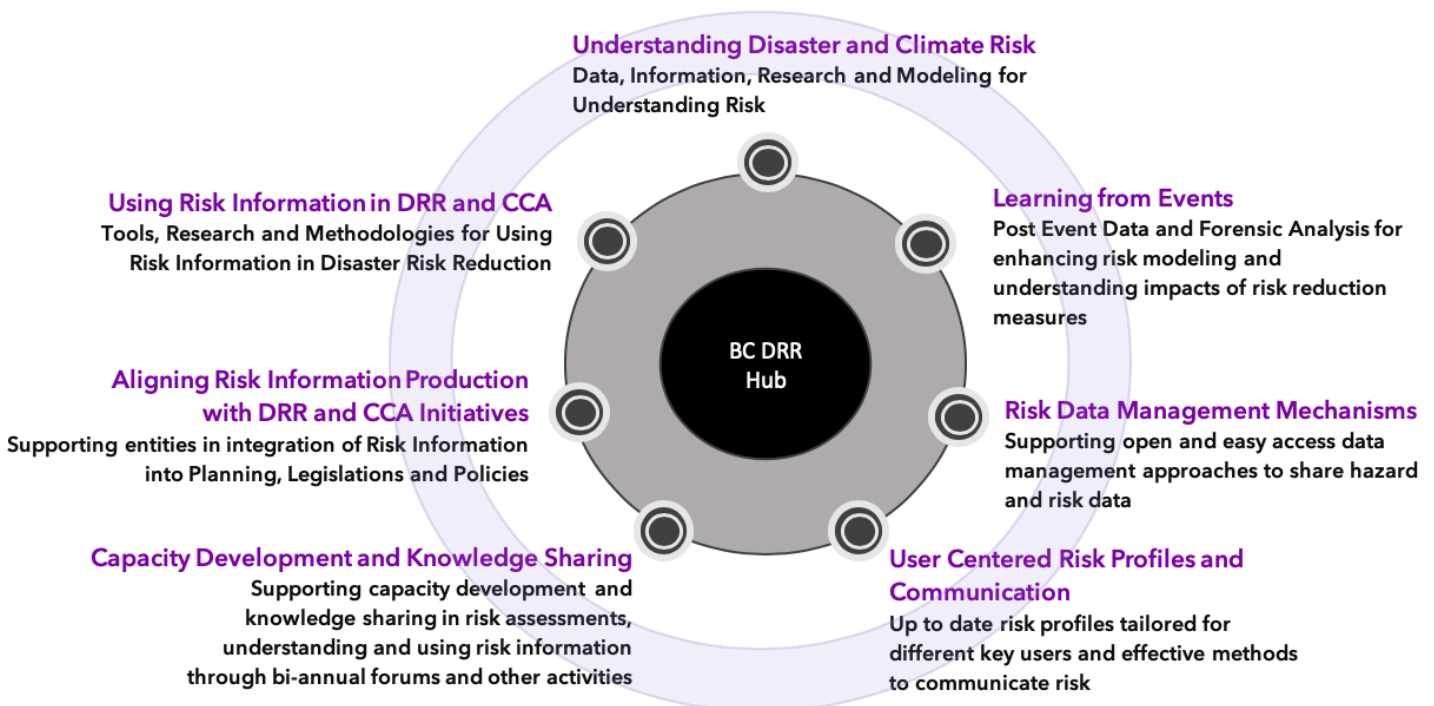 Understanding Disaster and Climate Risk
Data, Information, Research and Modeling for
Understanding Risk
Using Risk Information in DRR and CCA
Tools, Research and Methodologies for Using
Risk Information in Disaster Risk Reduction
Learning from Events
Post Event Data and Forensic Analysis for
enhancing risk modeling and
understanding impacts of risk reduction
measures
BC DRR
Hub
Aligning Risk Information Production
with DRR and CCA Initiatives
Supporting entities in integration of Risk Information
into Planning, Legislations and Policies
Risk Data Management Mechanisms
Supporting open and easy access data
management approaches to share hazard
and risk data
Capacity Development and Knowledge Sharing
Supporting capacity development and
knowledge sharing in risk assessments,
understanding and using risk information
through bi-annual forums and other activities
User Centered Risk Profiles and
Communication
Up to date risk profiles tailored for
different key users and effective methods
to communicate risk